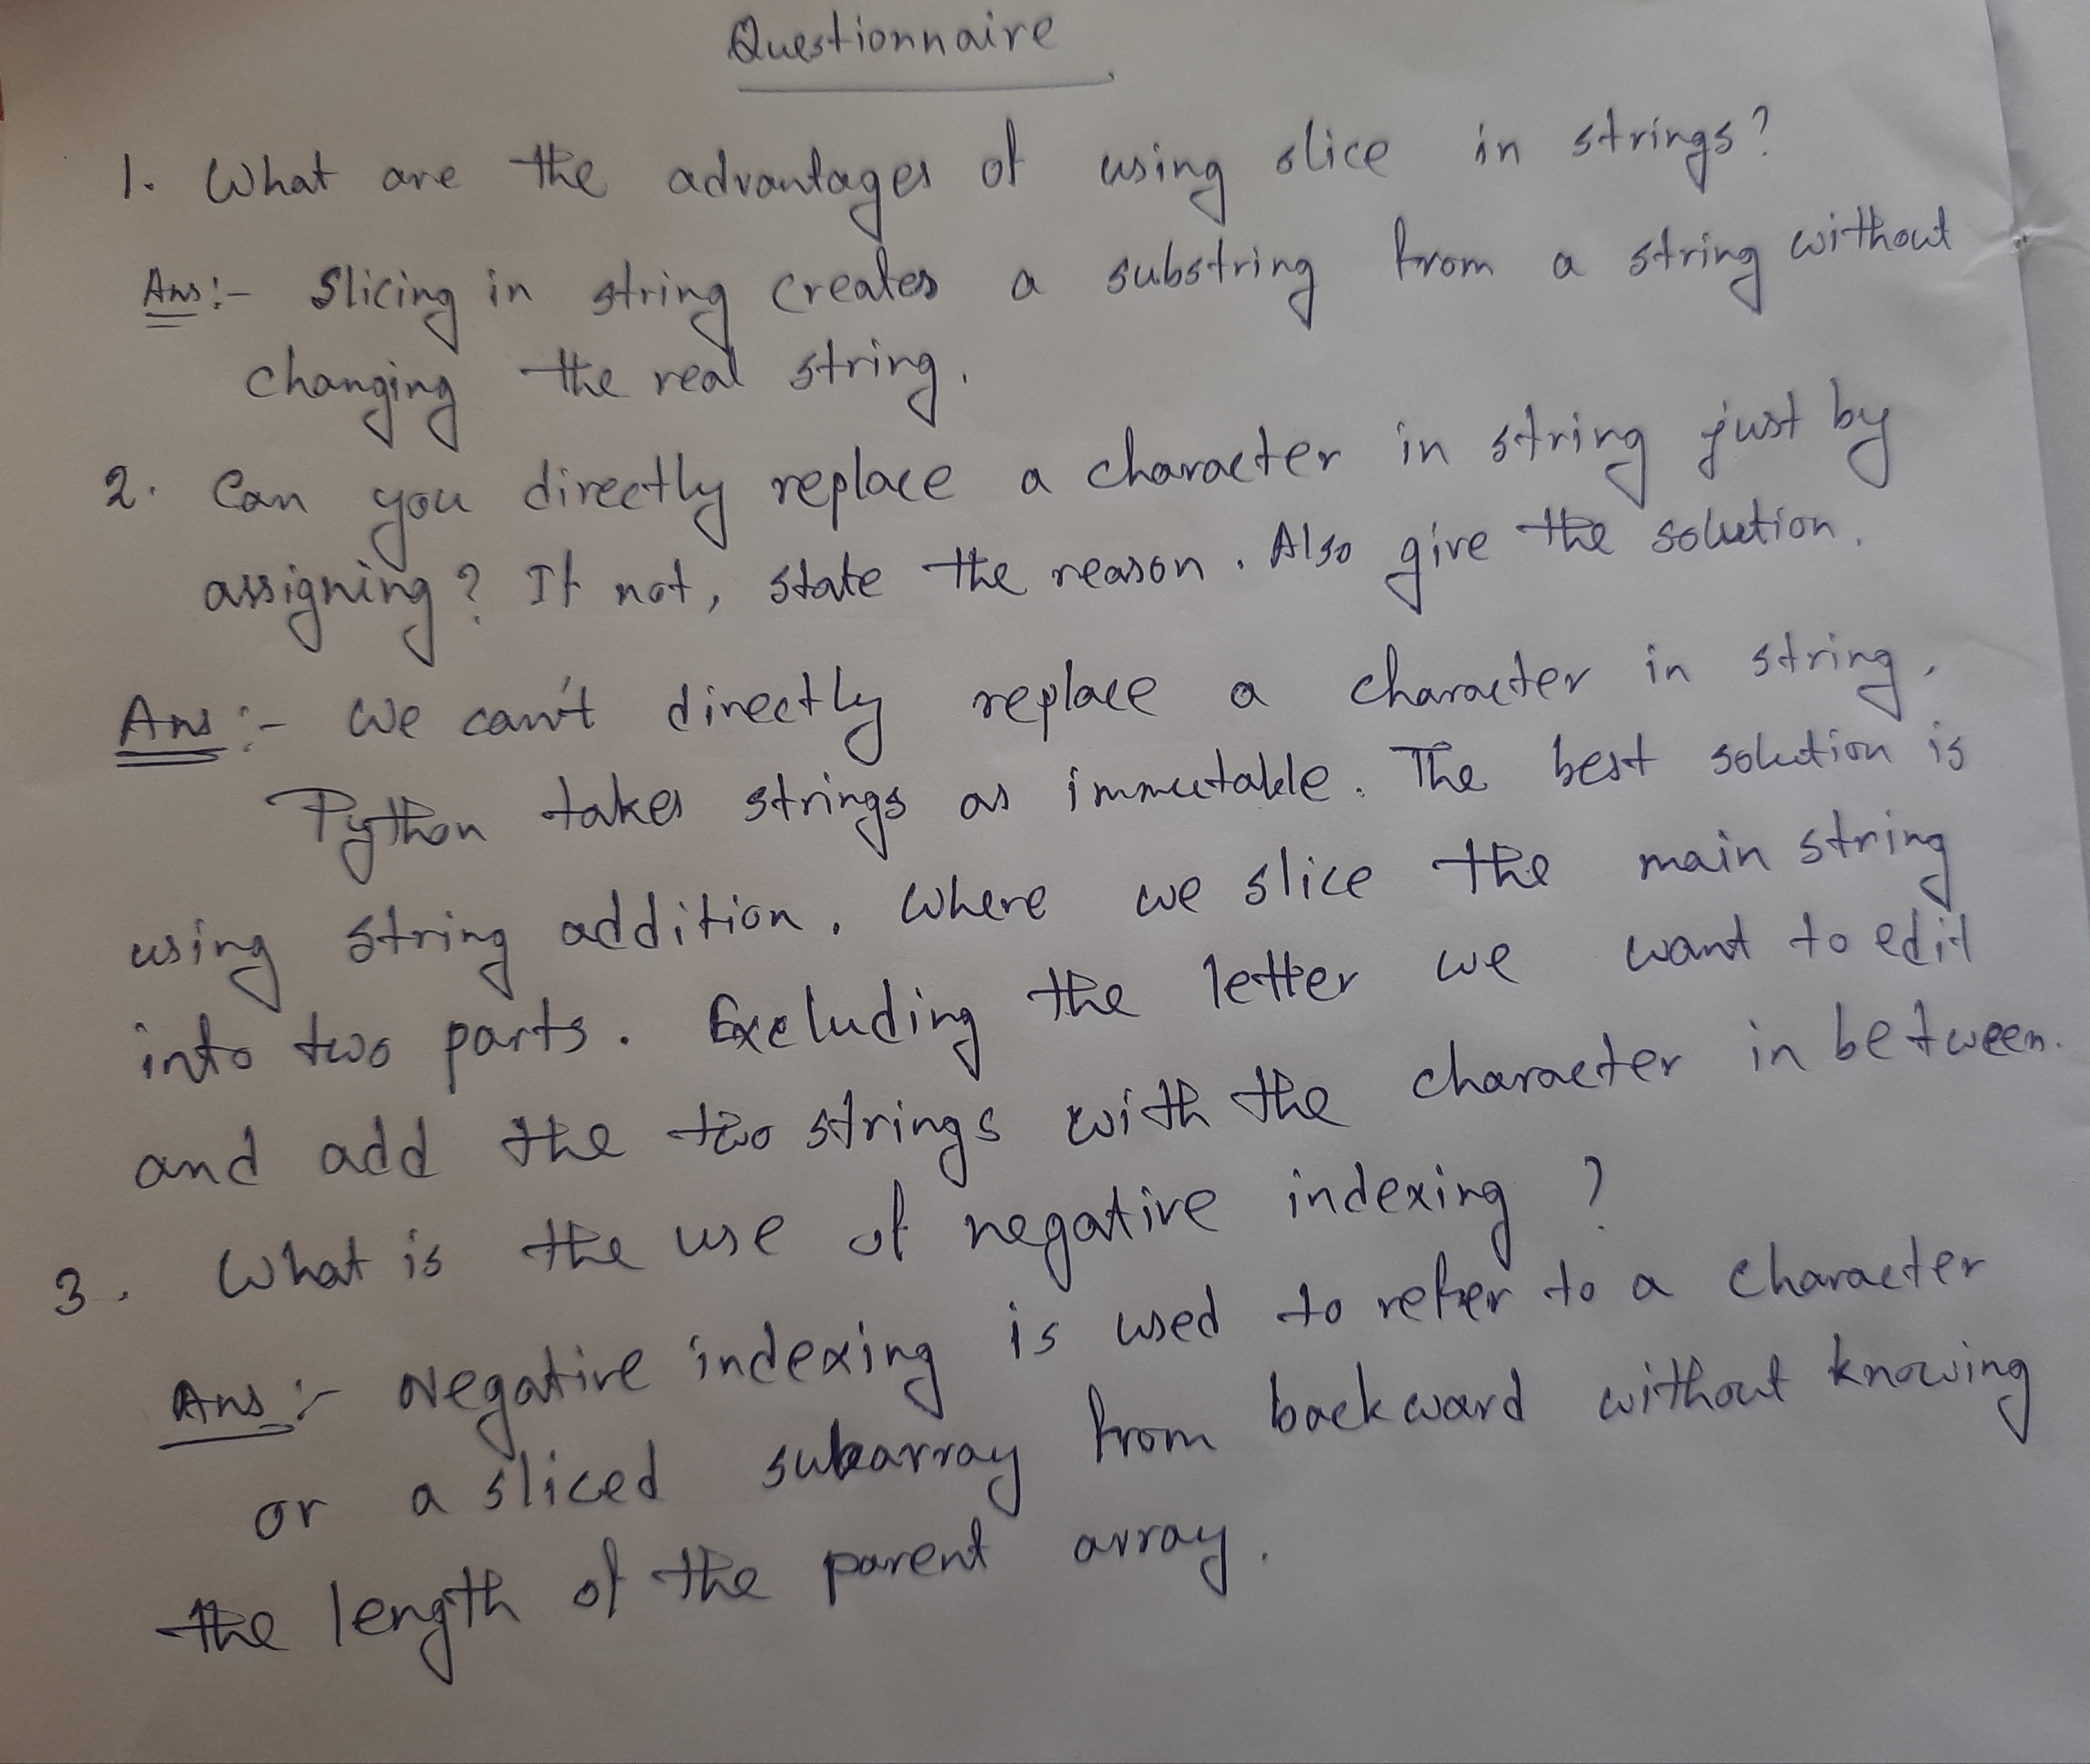 Questionnaire
1. What are the advantages of using slice in strings?
Ans:- Slicing in string creates a substring from a string without
changing the real string.
2. Can you directly replace a character in string just by
assigning? If not, state the reason. Also give the solution.
Ans:- We can't directly replace a character in string.
Python takes strings as immutable. The best solution is
using string addition. Where we slice the main string
into two parts. Excluding the letter we want to edit
and add the two strings with the character in between.
3. What is the use of negative indexing?
Ans:- Negative indexing is used to refer to a character
or a sliced subarray from backward without knowing
the length of the parent array.